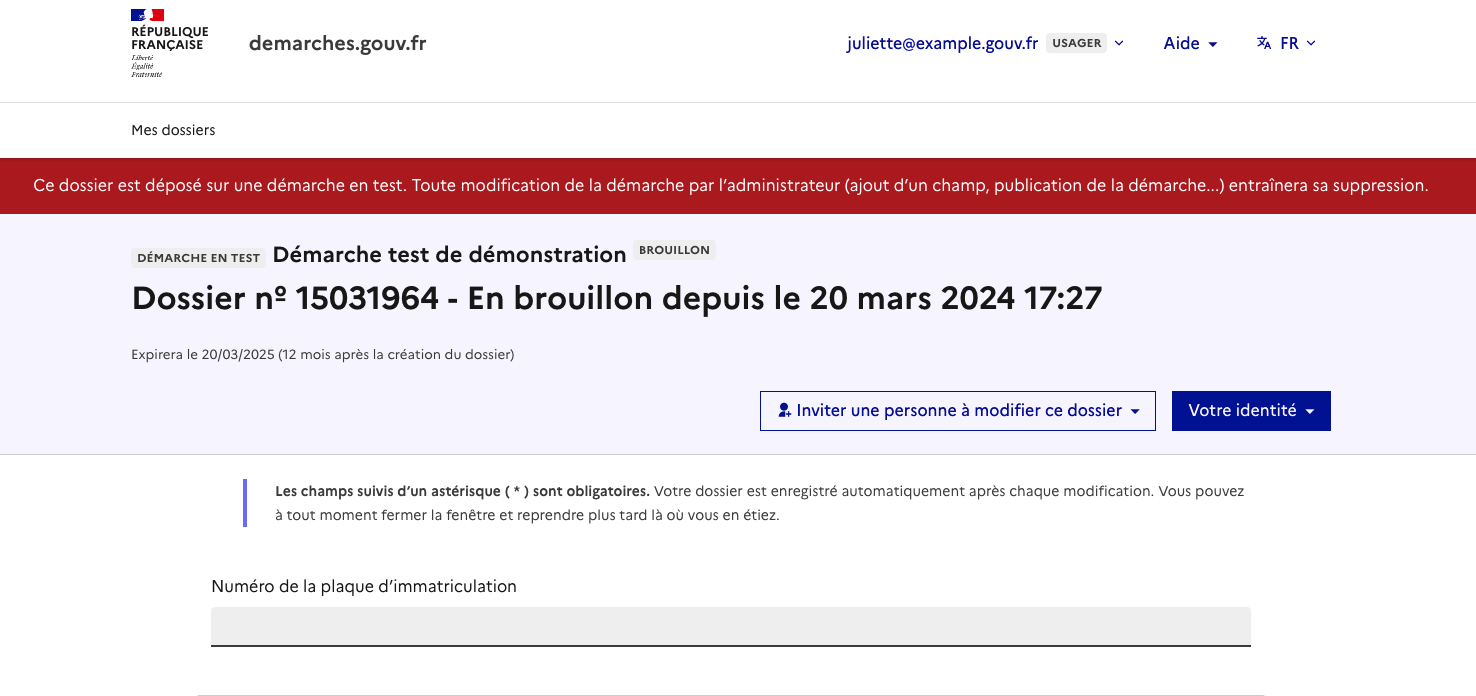 RÉPUBLIQUE
FRANÇAISE
Liberté
Égalité
Fraternité
demarches.gouv.fr
juliette@example.gouv.fr USAGER
Aide
FR
Mes dossiers
Ce dossier est déposé sur une démarche en test. Toute modification de la démarche par l’administrateur (ajout d’un champ, publication de la démarche...) entraînera sa suppression.
DÉMARCHE EN TEST Démarche test de démonstration BROUILLON
Dossier nº 15031964 - En brouillon depuis le 20 mars 2024 17:27
Expirera le 20/03/2025 (12 mois après la création du dossier)
Inviter une personne à modifier ce dossier
Votre identité
Les champs suivis d’un astérisque ( * ) sont obligatoires. Votre dossier est enregistré automatiquement après chaque modification. Vous pouvez
à tout moment fermer la fenêtre et reprendre plus tard là où vous en étiez.
Numéro de la plaque d’immatriculation